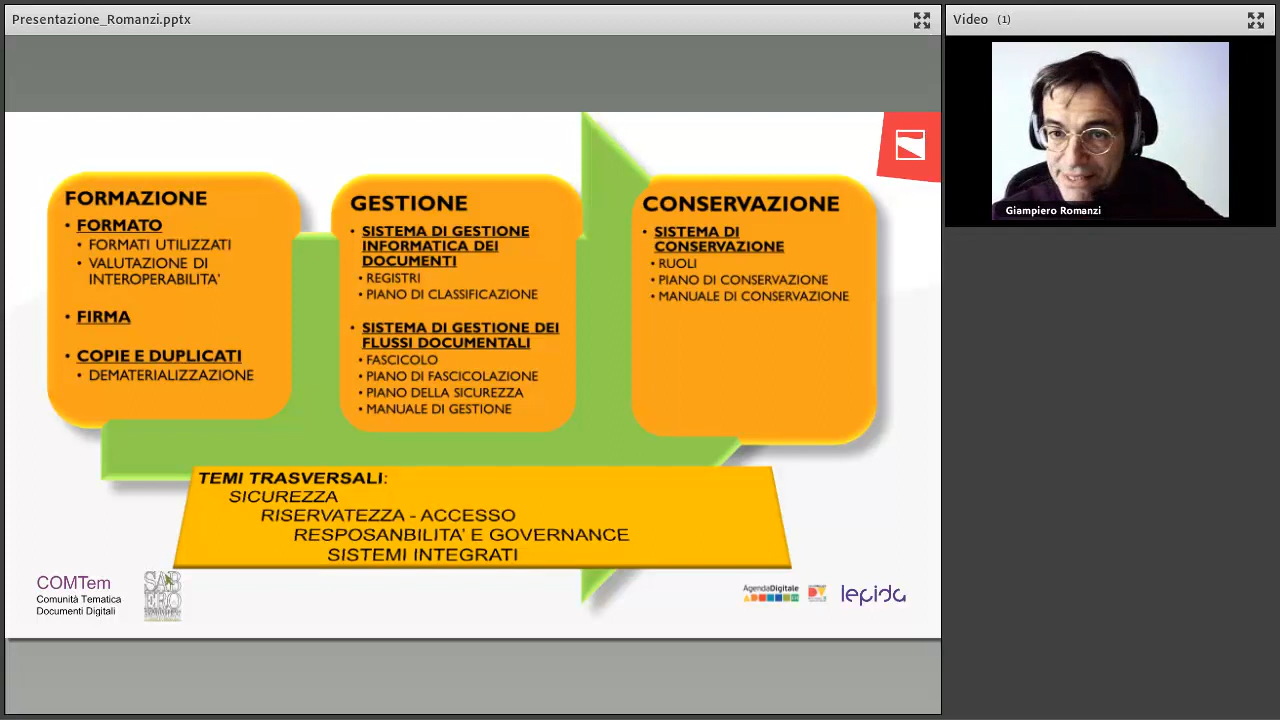 Presentazione_Romanzi.pptx
Video (1)
Giampiero Romanzi
FORMAZIONE
• FORMATO
• FORMATI UTILIZZATI
• VALUTAZIONE DI
INTEROPERABILITA'
• FIRMA
• COPIE E DUPLICATI
• DEMATERIALIZZAZIONE
GESTIONE
• SISTEMA DI GESTIONE
INFORMATICA DEI
DOCUMENTI
• REGISTRI
• PIANO DI CLASSIFICAZIONE
• SISTEMA DI GESTIONE DEI
FLUSSI DOCUMENTALI
• FASCICOLO
• PIANO DI FASCICOLAZIONE
• PIANO DELLA SICUREZZA
• MANUALE DI GESTIONE
CONSERVAZIONE
• SISTEMA DI
CONSERVAZIONE
• RUOLI
• PIANO DI CONSERVAZIONE
• MANUALE DI CONSERVAZIONE
TEMI TRASVERSALI:
SICUREZZA
RISERVATEZZA - ACCESSO
RESPOSANBILITA' E GOVERNANCE
SISTEMI INTEGRATI
COMTem
Comunità Tematica
Documenti Digitali
AgendaDigitale
lepida